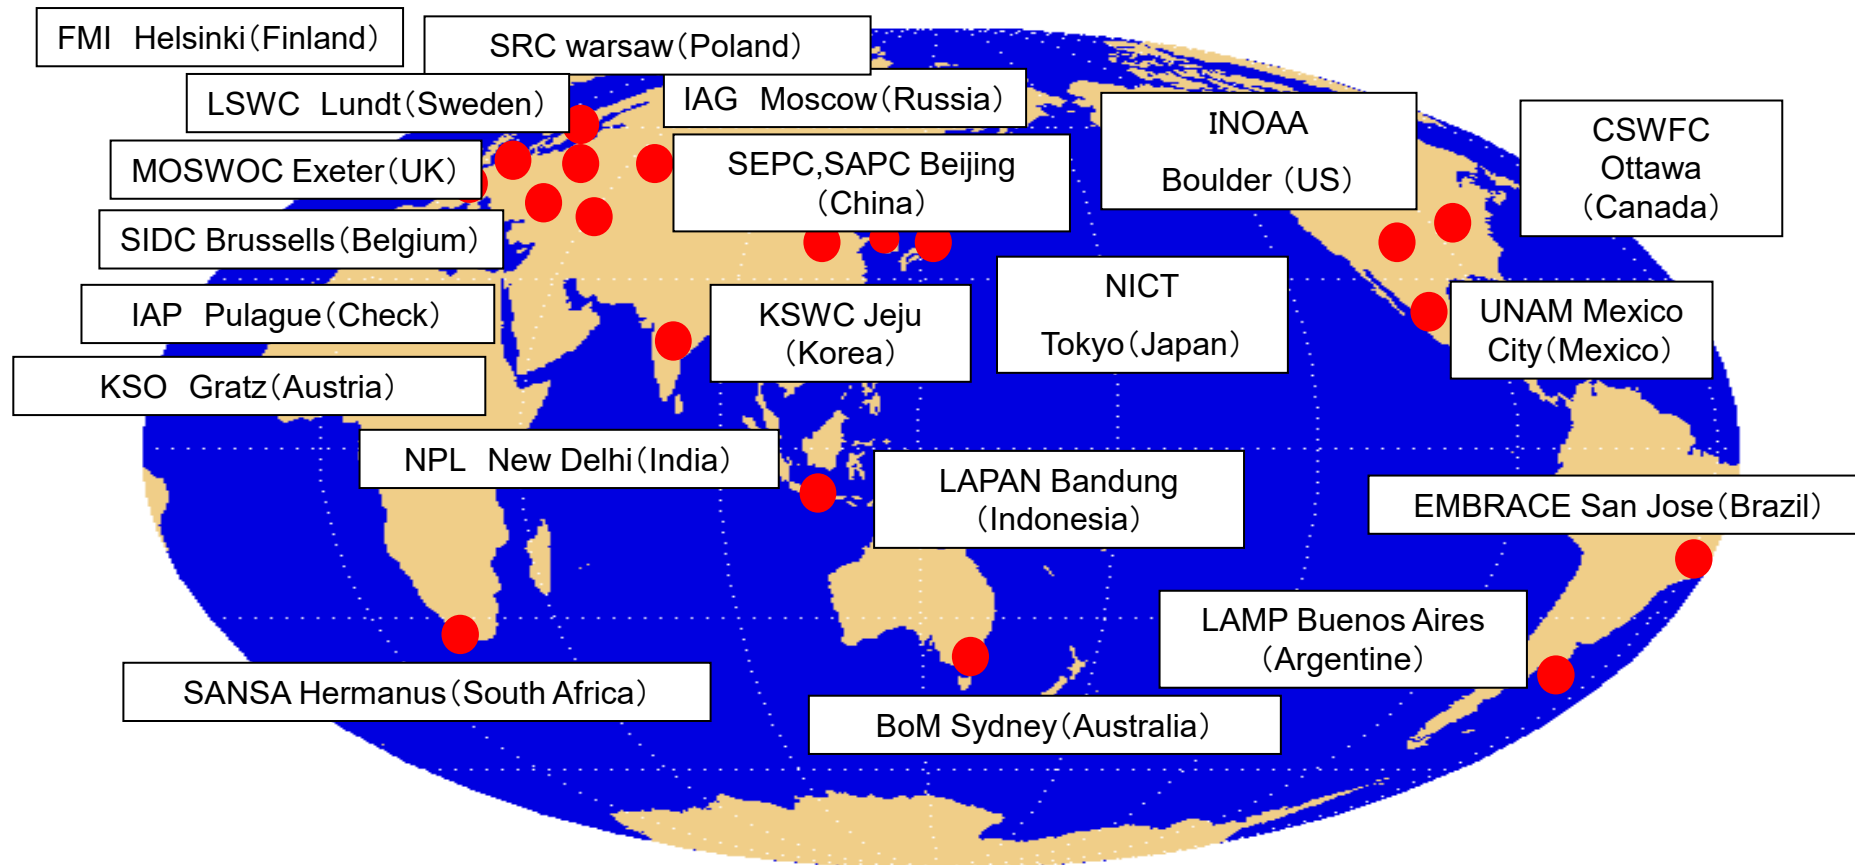 FMI　Helsinki（Finland）
SRC warsaw（Poland）
LSWC　Lundt（Sweden）
IAG　Moscow（Russia）
INOAA
Boulder （US）
CSWFC
Ottawa
（Canada）
MOSWOC Exeter（UK）
SEPC,SAPC Beijing
（China）
SIDC Brussells（Belgium）
IAP　Pulague（Check）
KSWC Jeju
（Korea）
NICT
Tokyo（Japan）
UNAM Mexico
City（Mexico）
KSO　Gratz（Austria）
NPL　New Delhi（India）
LAPAN Bandung
（Indonesia）
EMBRACE San Jose（Brazil）
LAMP Buenos Aires
（Argentine）
SANSA Hermanus（South Africa）
BoM Sydney（Australia）